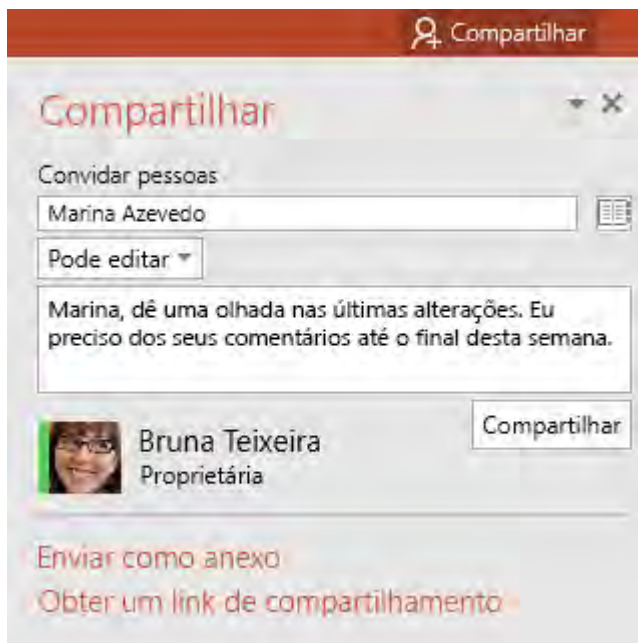 Compartilhar
Compartilhar
Convidar pessoas
Marina Azevedo
Pode editar
Marina, dê uma olhada nas últimas alterações. Eu
preciso dos seus comentários até o final desta semana.
Compartilhar
Bruna Teixeira
Proprietária
Enviar como anexo
Obter um link de compartilhamento